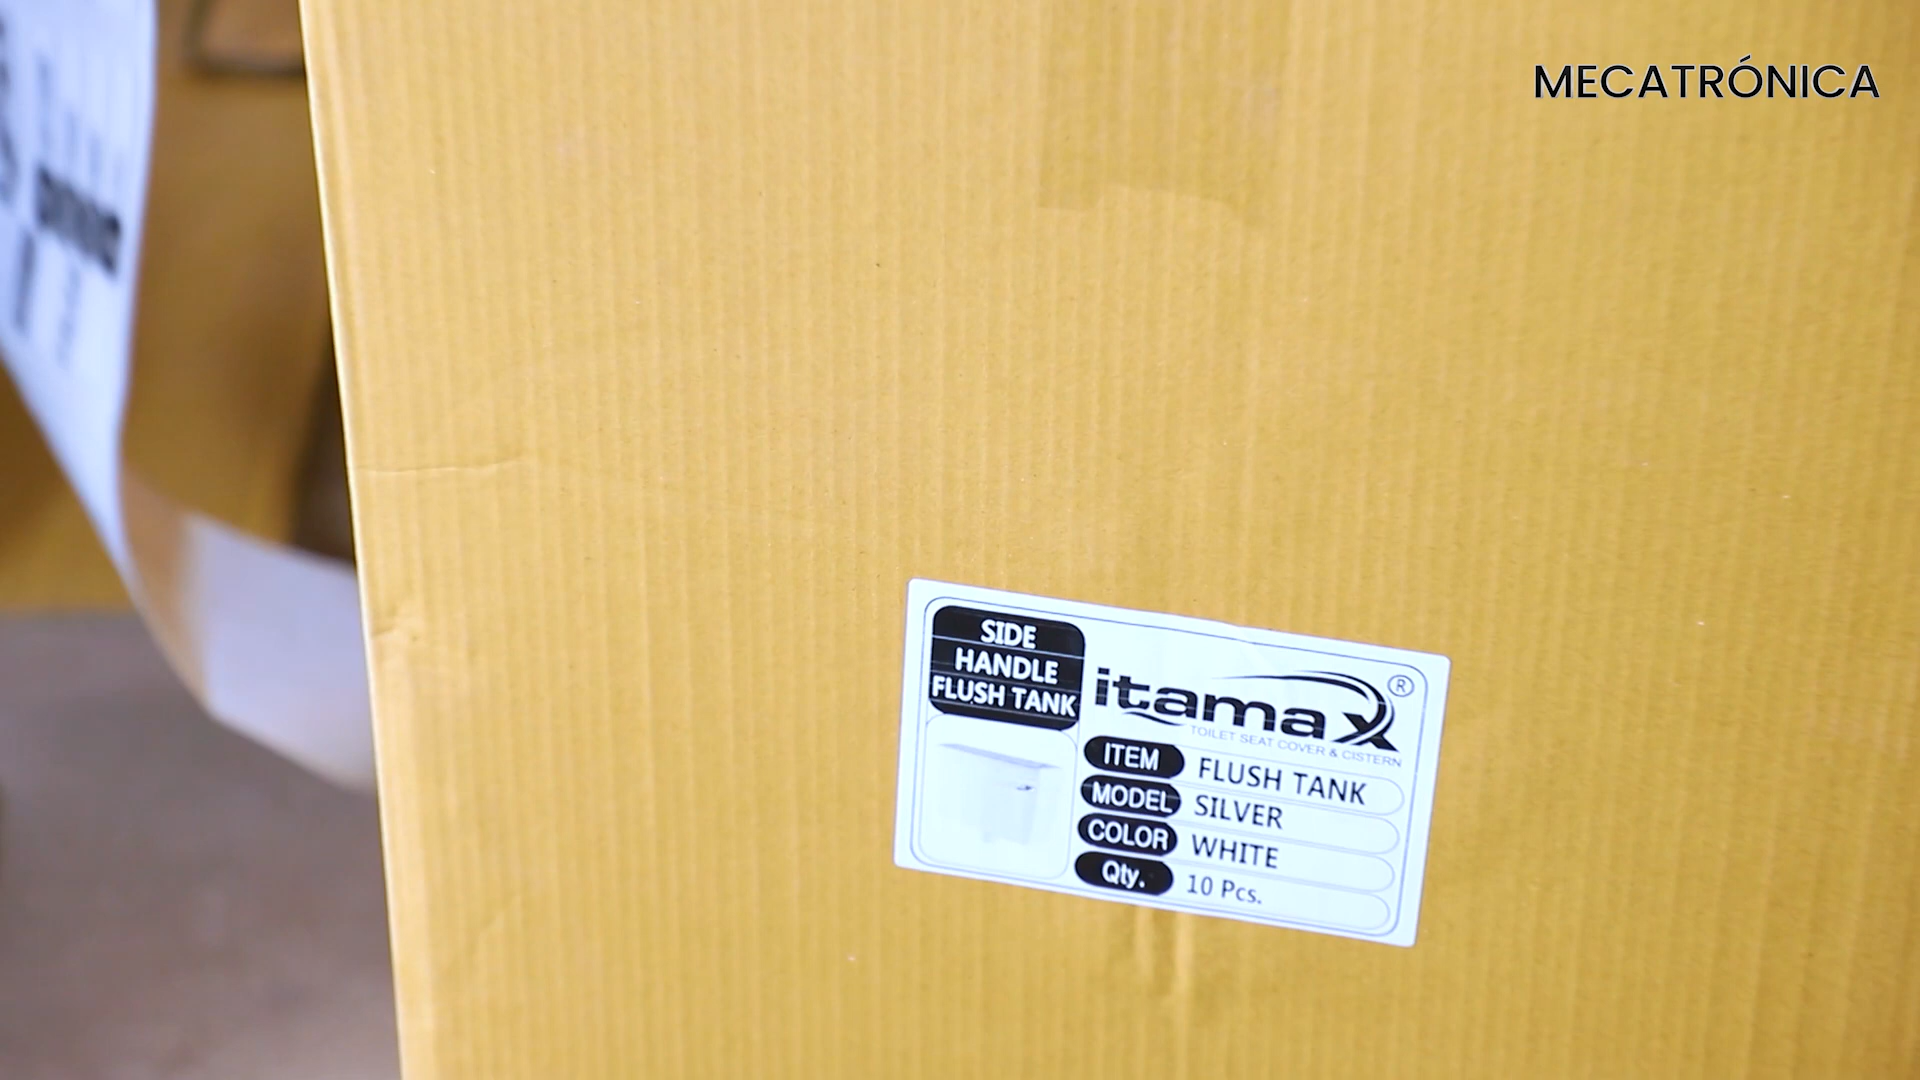 MECATRÓNICA
SIDE
HANDLE
FLUSH TANK
itamax ®
TOILET SEAT COVER & CISTERN
ITEM FLUSH TANK
MODEL SILVER
COLOR WHITE
Qty. 10 Pcs.